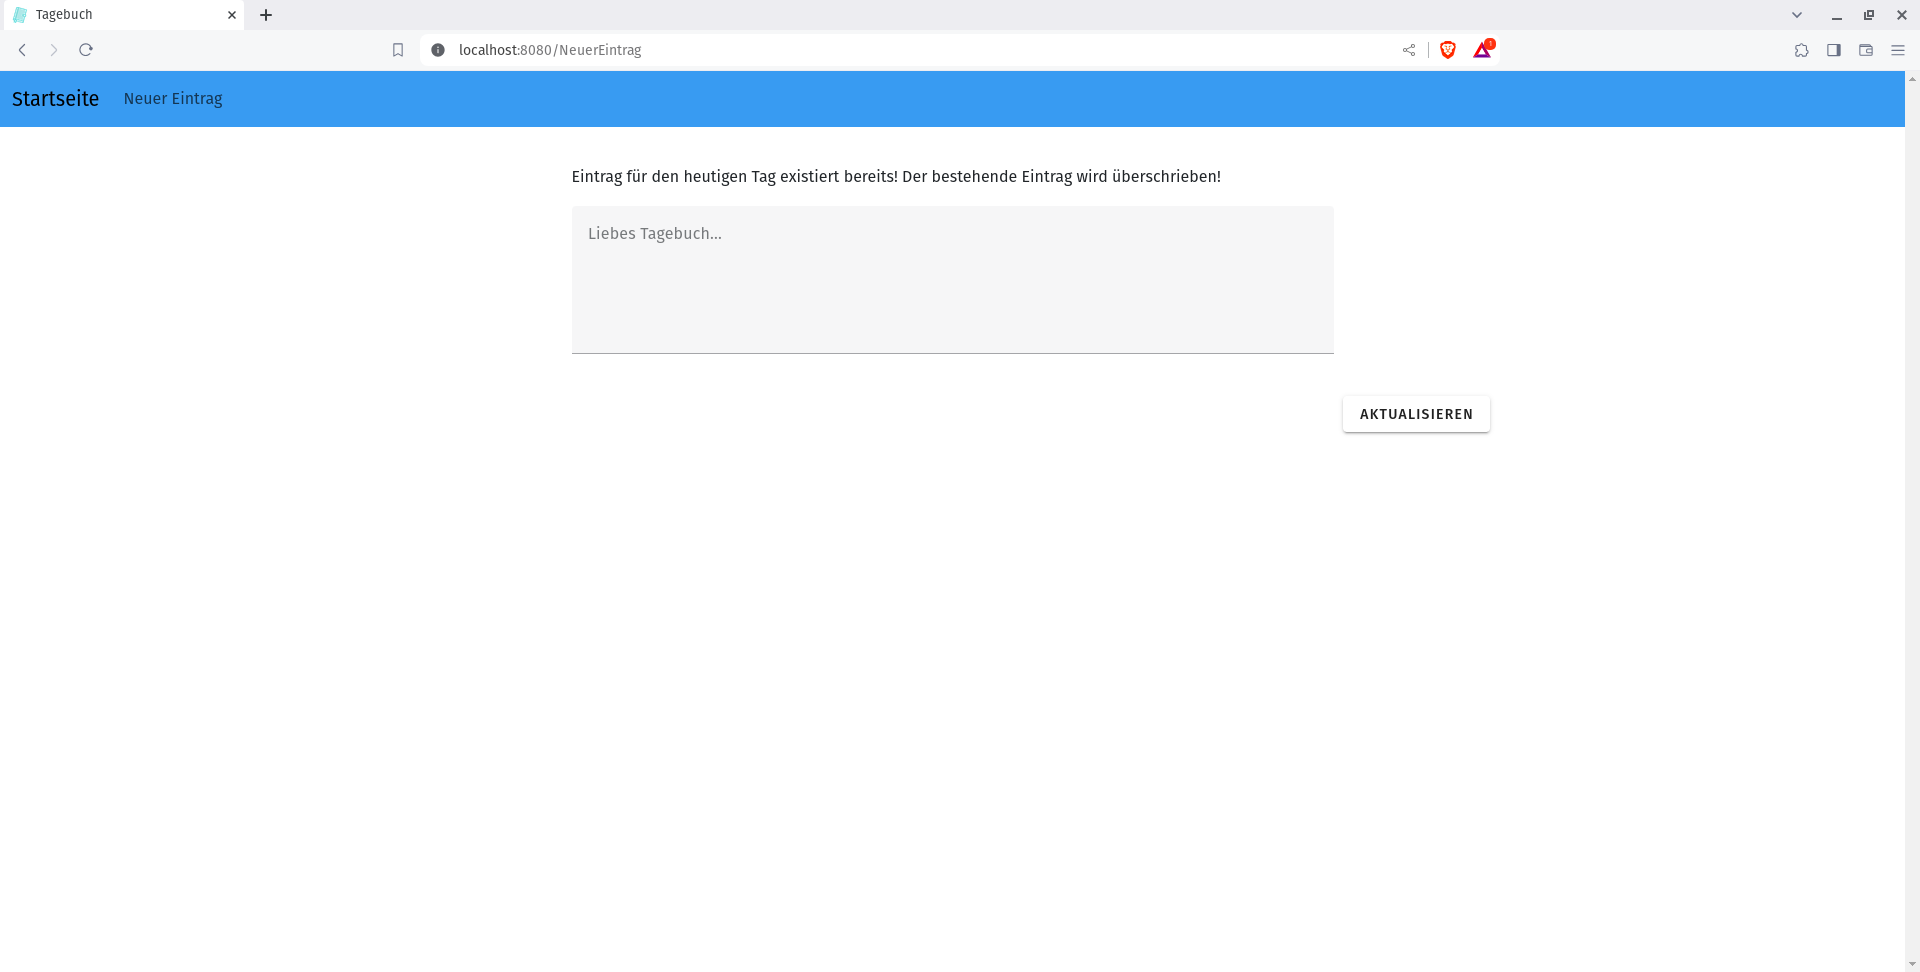 Tagebuch
localhost:8080/NeuerEintrag
1
Startseite Neuer Eintrag
Eintrag für den heutigen Tag existiert bereits! Der bestehende Eintrag wird überschrieben!
Liebes Tagebuch...
AKTUALISIEREN